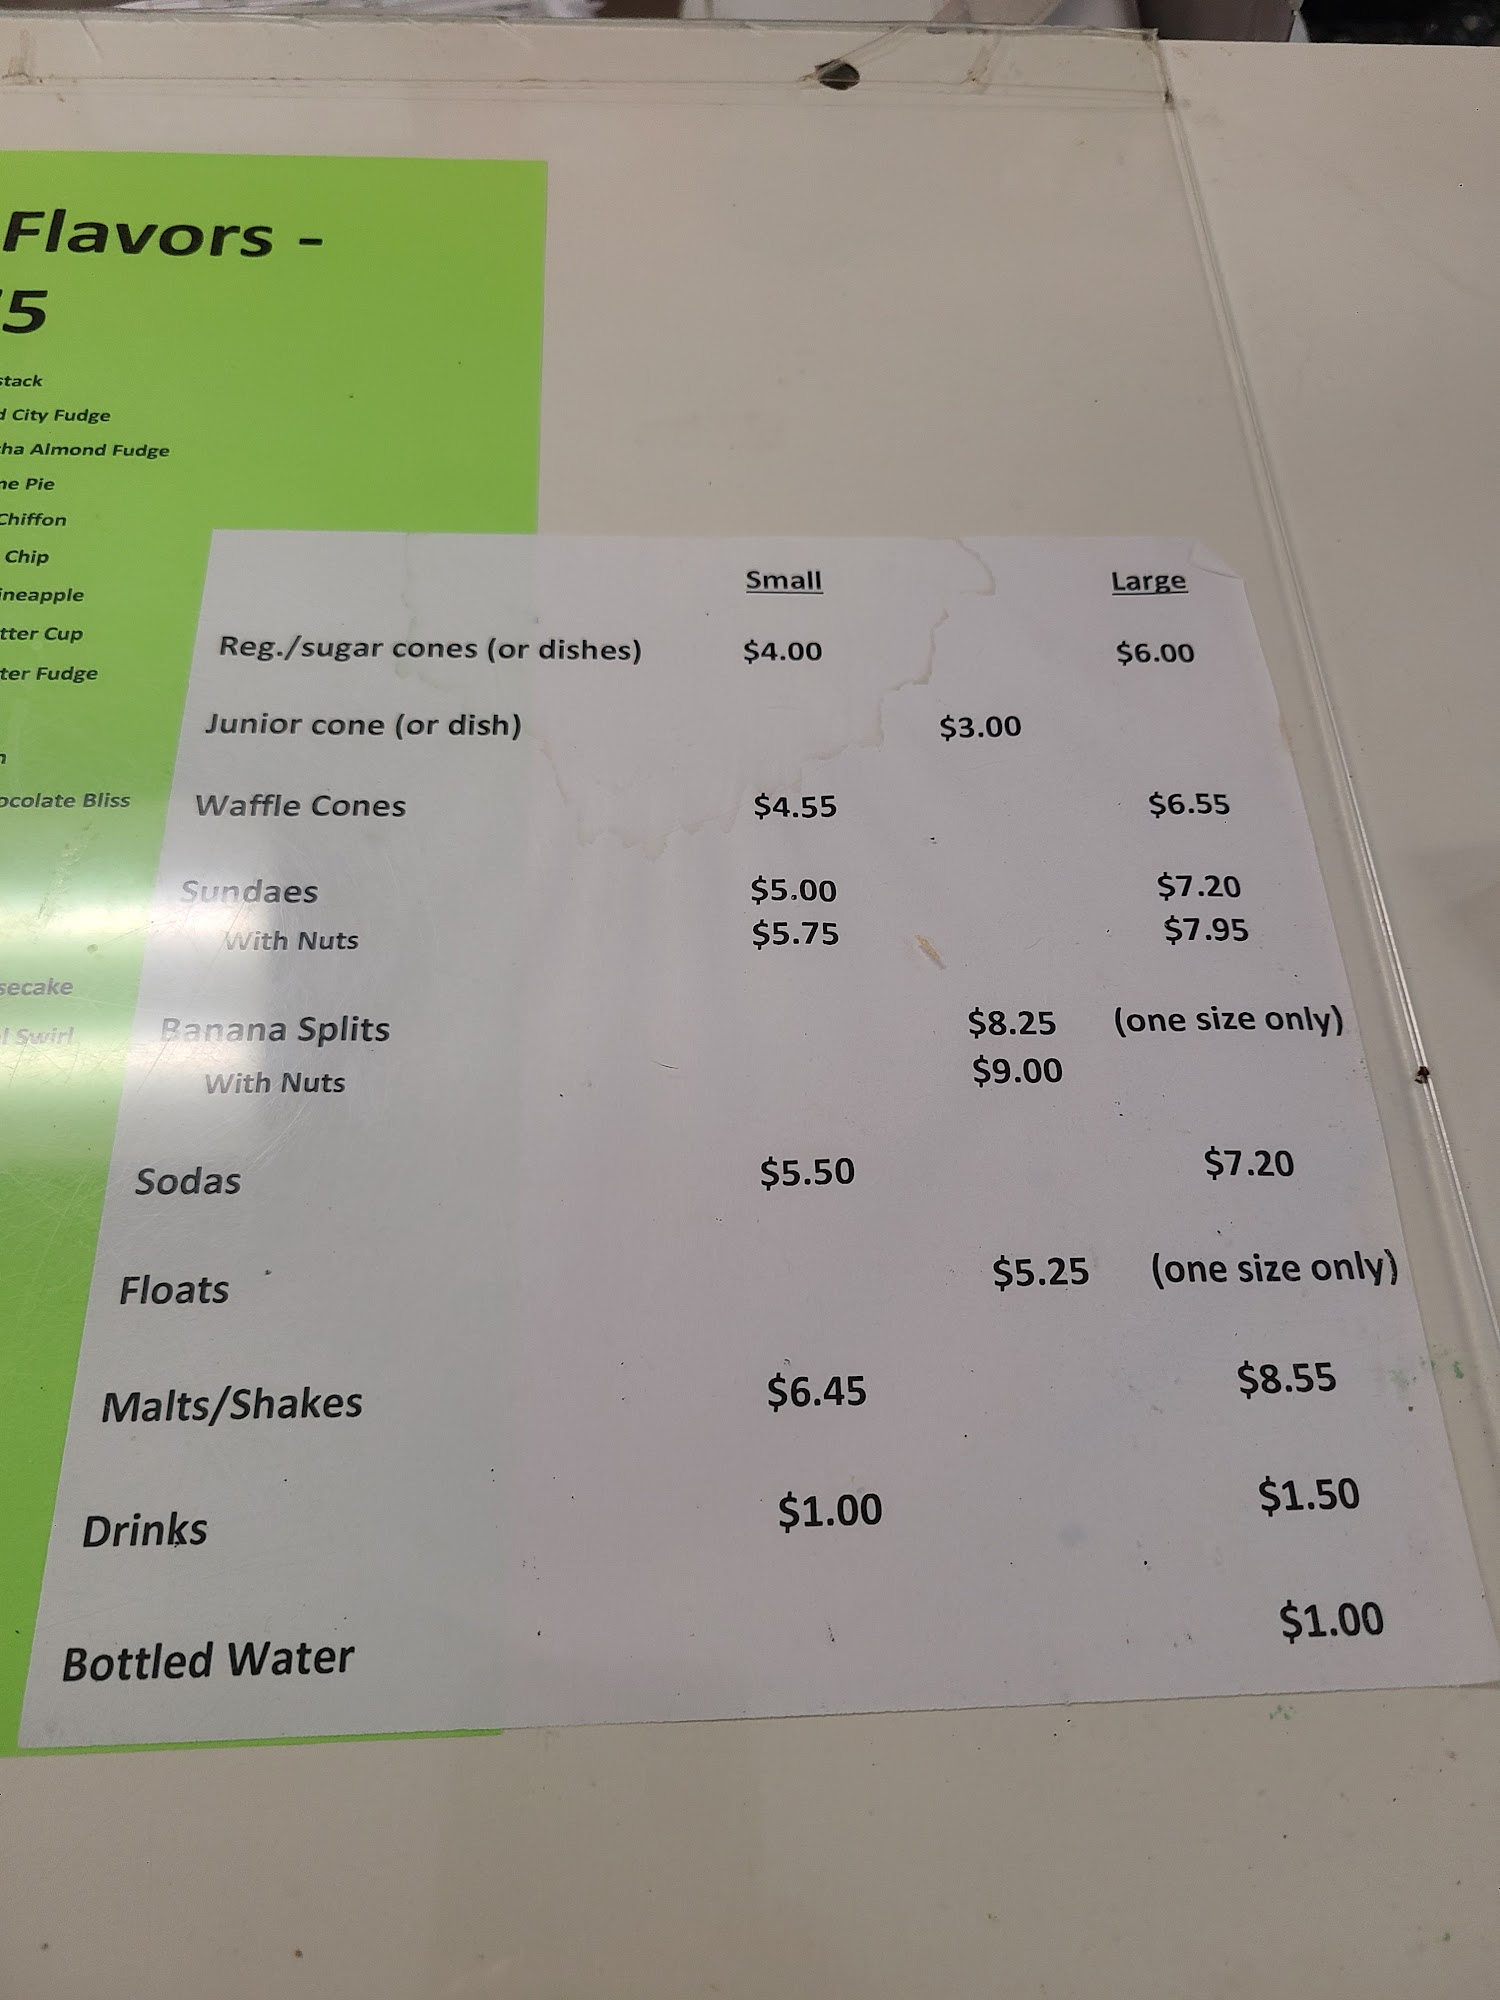 Flavors -
5
stack
City Fudge
Almond Fudge
Pie
Chiffon
Chip
ineapple
tter Cup
ter Fudge
ocolate Bliss
secake
Swirl
Small Large
Reg./sugar cones (or dishes) $4.00 $6.00
Junior cone (or dish) $3.00
Waffle Cones $4.55 $6.55
Sundaes $5.00 $7.20
With Nuts $5.75 $7.95
Banana Splits $8.25 (one size only)
With Nuts $9.00
Sodas $5.50 $7.20
Floats $5.25 (one size only)
Malts/Shakes $6.45 $8.55
Drinks $1.00 $1.50
Bottled Water $1.00